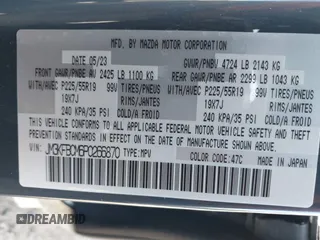 MFD. BY MAZDA MOTOR CORPORATION
DATE 05/23 GVWR/PNBV 4724 LB 2143 KG
FRONT GAWR/PNBE AV 2425 LB 1100 KG REAR GAWR/PNBE AR 2299 LB 1043 KG
WITH/AVEC P225/55R19 99V TIRES/PNEUS WITH/AVEC P225/55R19 99V TIRES/PNEUS
19X7J RIMS/JANTES 19X7J RIMS/JANTES
240 KPA/35 PSI COLD/A FROID 240 KPA/35 PSI COLD/A FROID
THIS VEHICLE CONFORMS TO ALL APPLICABLE FEDERAL MOTOR VEHICLE SAFETY, BUMPER, AND THEFT PREVENTION STANDARDS IN EFFECT ON THE DATE OF MANUFACTURE SHOWN ABOVE.
TYPE:MPV COLOR CODE: 47C
MADE IN JAPAN